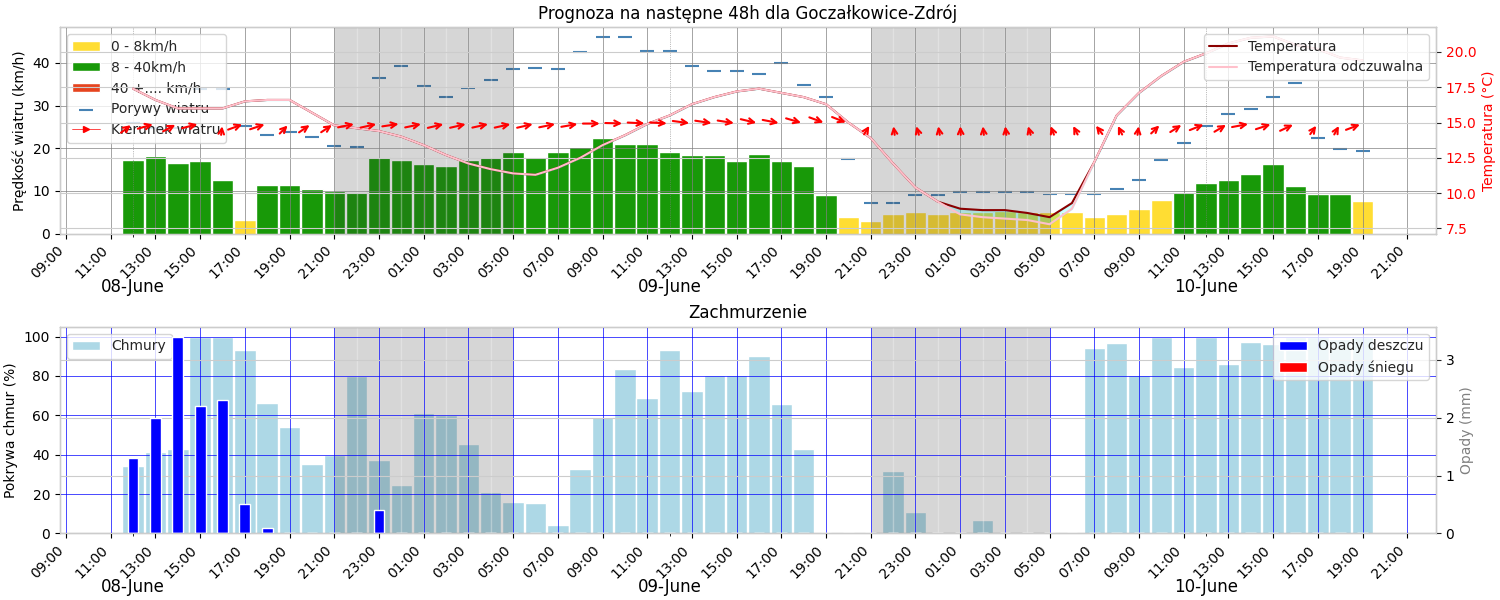 Prognoza na następne 48h dla Goczałkowice-Zdrój
Prędkość wiatru (km/h)
40
30
20
10
0
0 - 8km/h
8 - 40km/h
40 +.... km/h
Porywy wiatru
Kierunek wiatru
Temperatura
Temperatura odczuwalna
20.0
17.5
15.0
12.5
10.0
7.5
Temperatura (°C)
09:00 11:00 13:00 15:00 17:00 19:00 21:00 23:00 01:00 03:00 05:00 07:00 09:00 11:00 13:00 15:00 17:00 19:00 21:00 23:00 01:00 03:00 05:00 07:00 09:00 11:00 13:00 15:00 17:00 19:00 21:00
08-June 09-June 10-June
Zachmurzenie
Pokrywa chmur (%)
100
80
60
40
20
0
Chmury
Opady deszczu
Opady śniegu
3
2
1
0
Opady (mm)
09:00 11:00 13:00 15:00 17:00 19:00 21:00 23:00 01:00 03:00 05:00 07:00 09:00 11:00 13:00 15:00 17:00 19:00 21:00 23:00 01:00 03:00 05:00 07:00 09:00 11:00 13:00 15:00 17:00 19:00 21:00
08-June 09-June 10-June